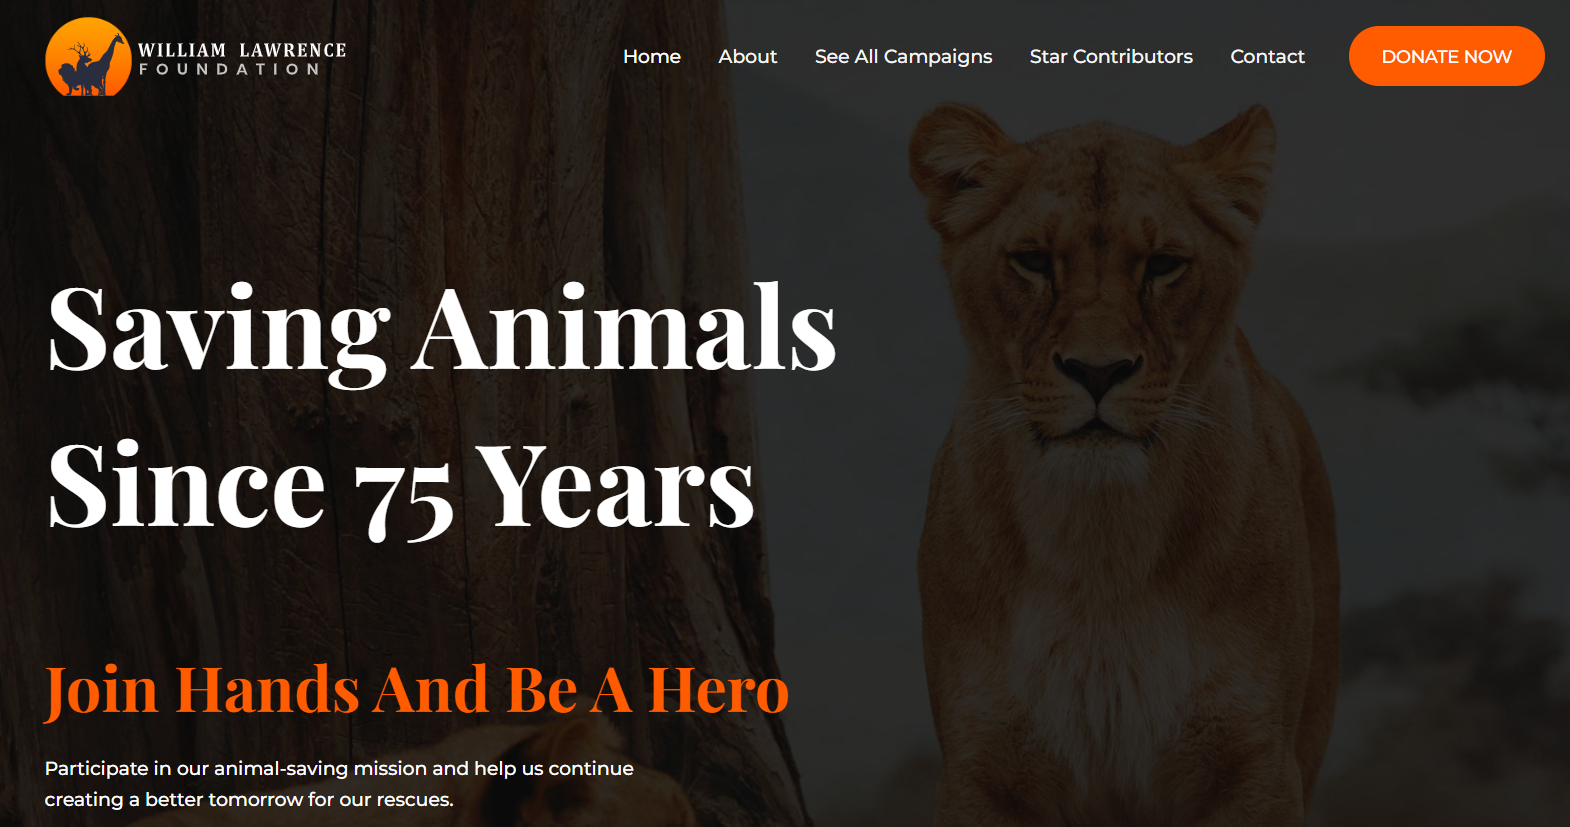 WILLIAM LAWRENCE
FOUNDATION
Home About See All Campaigns Star Contributors Contact DONATE NOW
Saving Animals
Since 75 Years
Join Hands And Be A Hero
Participate in our animal-saving mission and help us continue
creating a better tomorrow for our rescues.